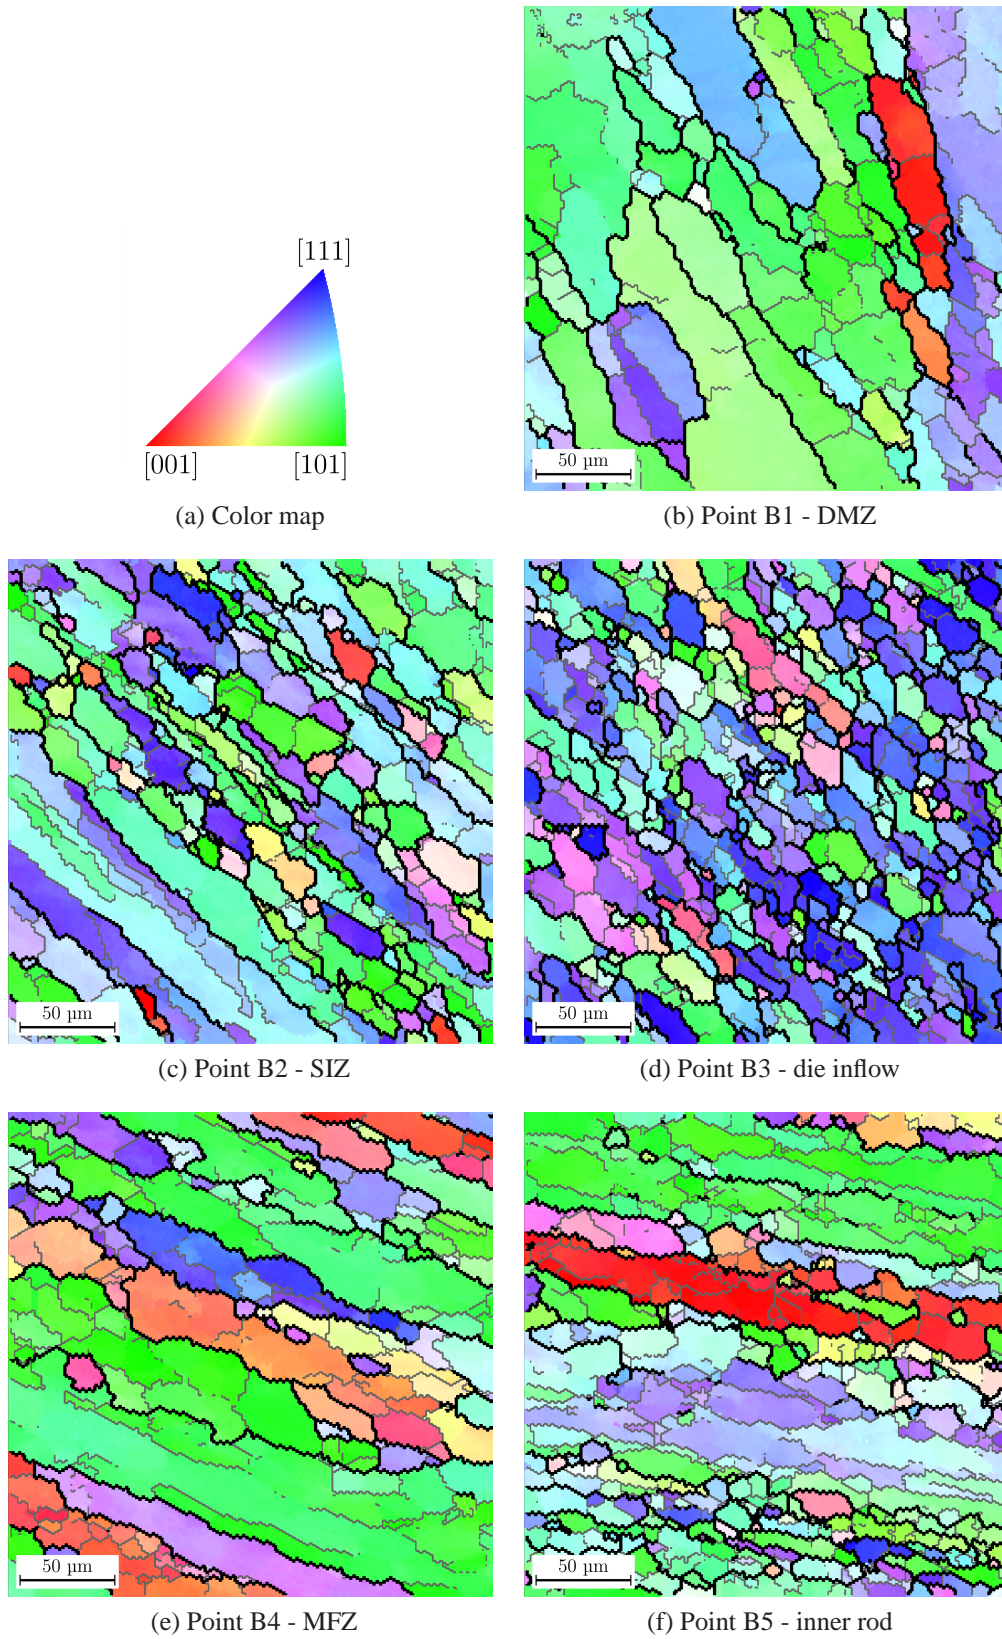 [111]
[001]
[101]
(a) Color map
50 µm
(b) Point B1 - DMZ
50 µm
(c) Point B2 - SIZ
50 µm
(d) Point B3 - die inflow
50 µm
(e) Point B4 - MFZ
50 µm
(f) Point B5 - inner rod